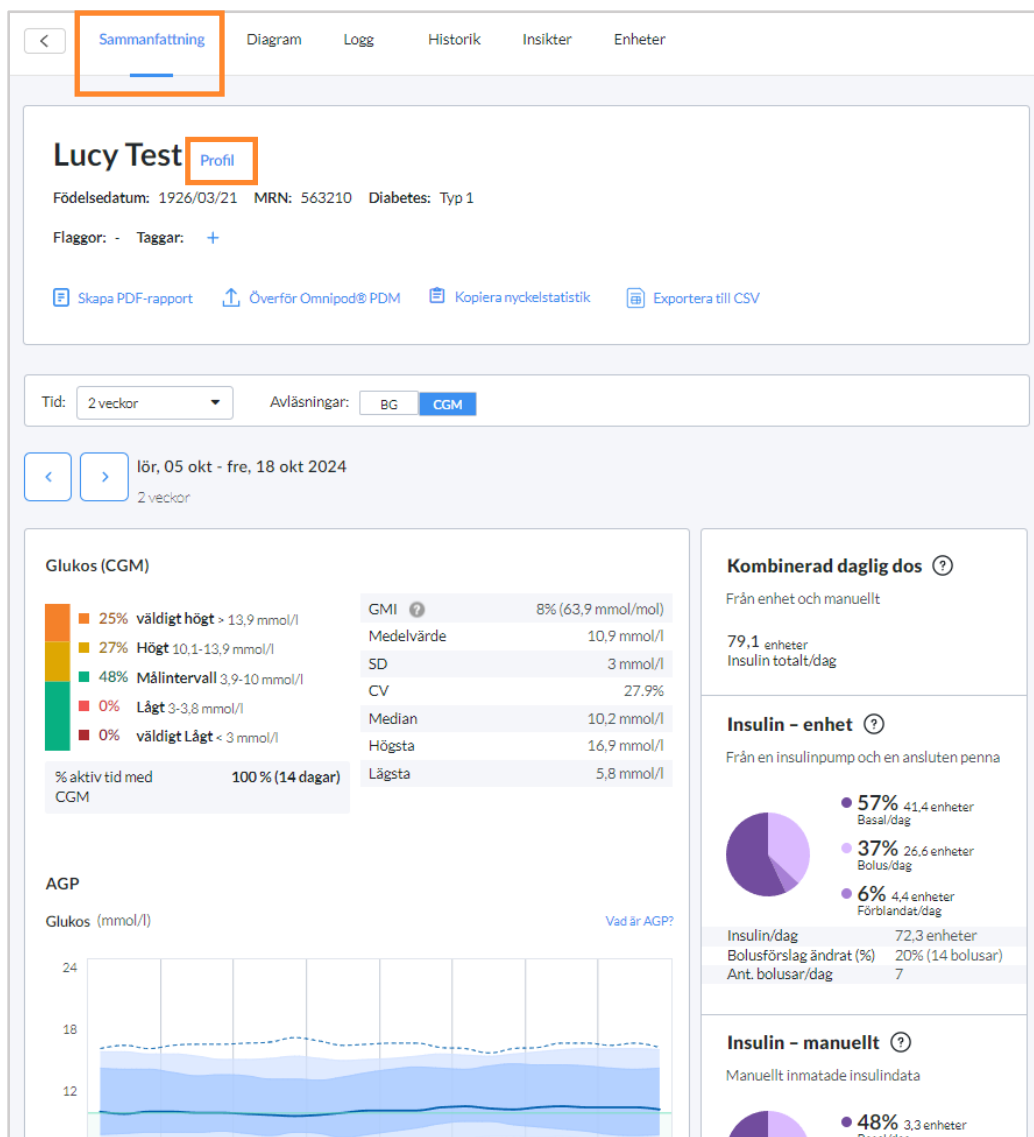 Sammanfattning Diagram Logg Historik Insikter Enheter
Lucy Test Profil
Födelsedatum: 1926/03/21 MRN: 563210 Diabetes: Typ 1
Flaggor: - Taggar: +
Skapa PDF-rapport Överför Omnipod® PDM Kopiera nyckelstatistik Exportera till CSV
Tid: 2 veckor Avläsningar: BG CGM
lör, 05 okt - fre, 18 okt 2024
2 veckor
Glukos (CGM)
25% väldigt högt > 13,9 mmol/l
27% Högt 10,1-13,9 mmol/l
48% Målintervall 3,9-10 mmol/l
0% Lågt 3-3,8 mmol/l
0% väldigt Lågt < 3 mmol/l
% aktiv tid med CGM 100 % (14 dagar)
GMI ? 8% (63,9 mmol/mol)
Medelvärde 10,9 mmol/l
SD 3 mmol/l
CV 27.9%
Median 10,2 mmol/l
Högsta 16,9 mmol/l
Lägsta 5,8 mmol/l
AGP
Glukos (mmol/l) Vad är AGP?
24
18
12
Kombinerad daglig dos ?
Från enhet och manuellt
79,1 enheter
Insulin totalt/dag
Insulin – enhet ?
Från en insulinpump och en ansluten penna
57% 41,4 enheter
Basal/dag
37% 26,6 enheter
Bolus/dag
6% 4,4 enheter
Förblandat/dag
Insulin/dag 72,3 enheter
Bolusförslag ändrat (%) 20% (14 bolusar)
Ant. bolusar/dag 7
Insulin – manuellt ?
Manuellt inmatade insulindata
48% 3,3 enheter